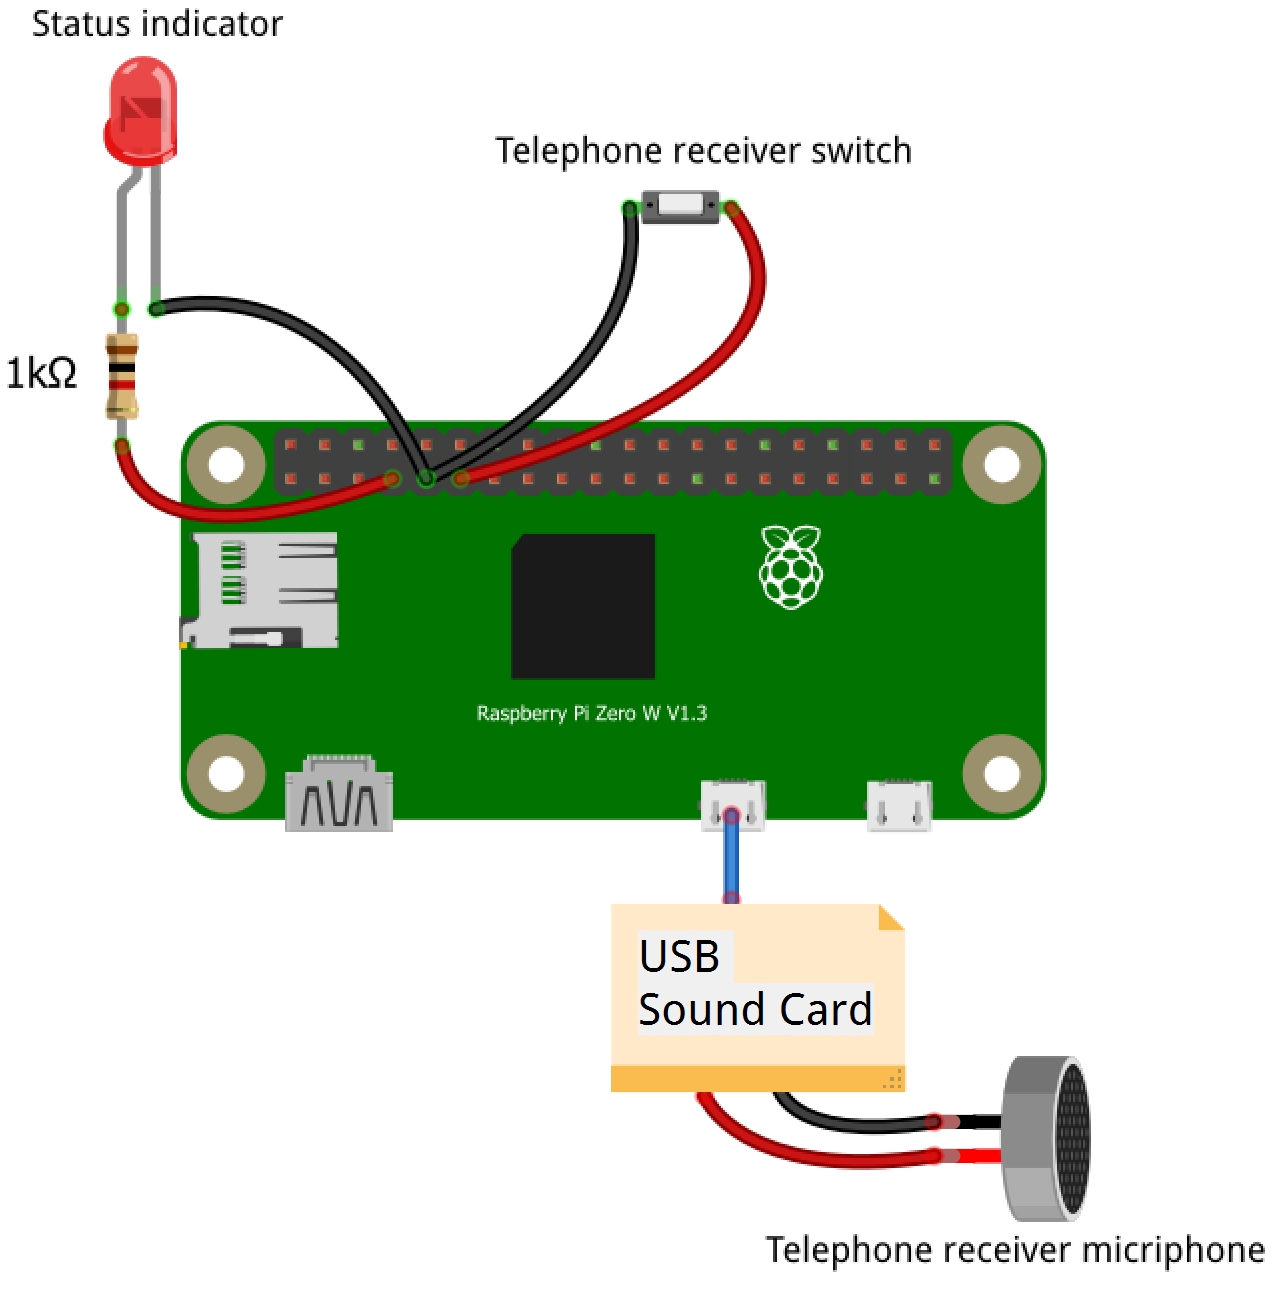 Status indicator
Telephone receiver switch
1kΩ
Raspberry Pi Zero W V1.3
USB
Sound Card
Telephone receiver micriphone